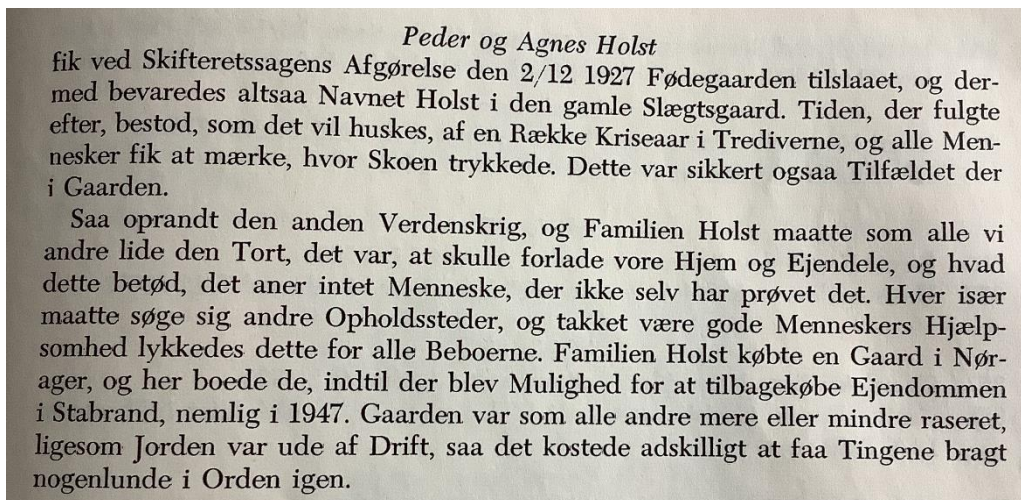 Peder og Agnes Holst
fik ved Skifteretssagens Afgørelse den 2/12 1927 Fødegaarden tilslaaet, og der-
med bevaredes altsaa Navnet Holst i den gamle Slægtsgaard. Tiden, der fulgte
efter, bestod, som det vil huskes, af en Række Kriseaar i Trediverne, og alle Men-
nesker fik at mærke, hvor Skoen trykkede. Dette var sikkert ogsaa Tilfældet der
i Gaarden.
Saa oprandt den anden Verdenskrig, og Familien Holst maatte som alle vi
andre lide den Tort, det var, at skulle forlade vore Hjem og Ejendele, og hvad
dette betød, det aner intet Menneske, der ikke selv har prøvet det. Hver især
maatte søge sig andre Opholdssteder, og takket være gode Menneskers Hjælp-
somhed lykkedes dette for alle Beboerne. Familien Holst købte en Gaard i Nør-
ager, og her boede de, indtil der blev Mulighed for at tilbagekøbe Ejendommen
i Stabrand, nemlig i 1947. Gaarden var som alle andre mere eller mindre raseret,
ligesom Jorden var ude af Drift, saa det kostede adskilligt at faa Tingene bragt
nogenlunde i Orden igen.